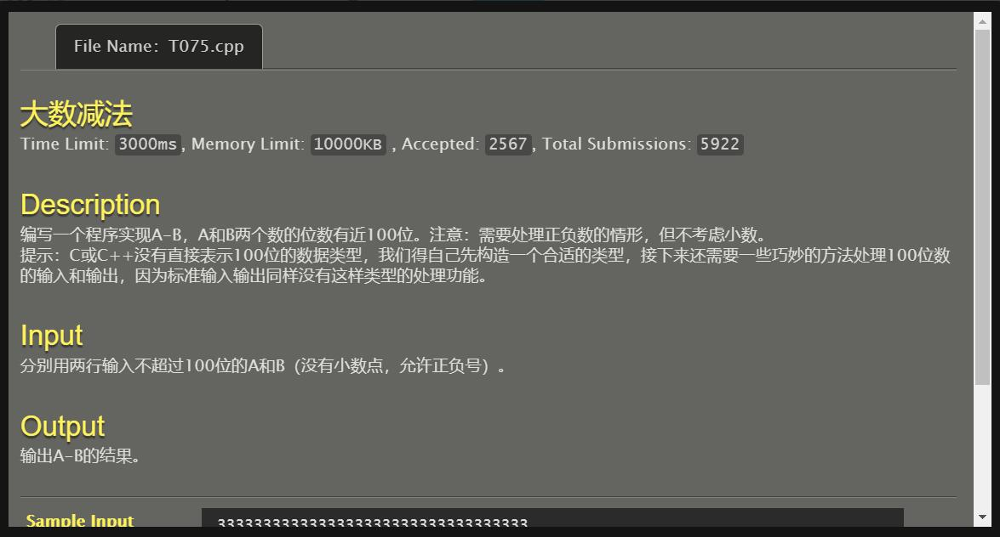 File Name：T075.cpp
大数减法
Time Limit: 3000ms, Memory Limit: 10000KB , Accepted: 2567, Total Submissions: 5922
Description
编写一个程序实现A-B，A和B两个数的位数有近100位。注意：需要处理正负数的情形，但不考虑小数。
提示：C或C++没有直接表示100位的数据类型，我们得自己先构造一个合适的类型，接下来还需要一些巧妙的方法处理100位数
的输入和输出，因为标准输入输出同样没有这样类型的处理功能。
Input
分别用两行输入不超过100位的A和B（没有小数点，允许正负号）。
Output
输出A-B的结果。
Sample Input